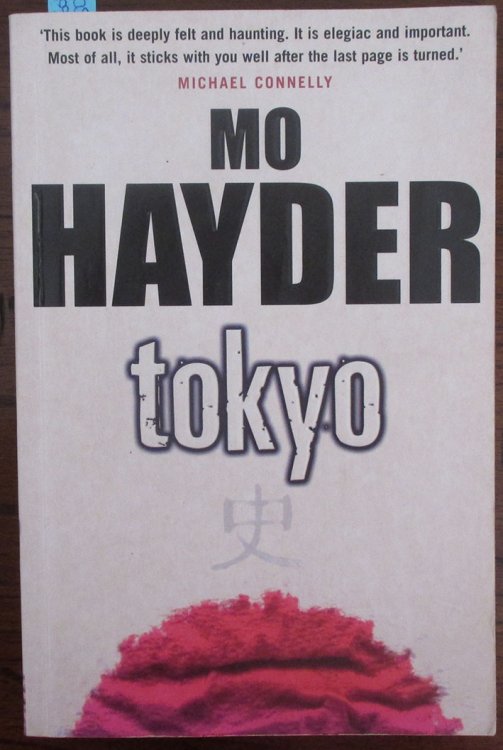 ‘This book is deeply felt and haunting. It is elegiac and important.
Most of all, it sticks with you well after the last page is turned.’
MICHAEL CONNELLY
MO
HAYDER
tokyo
史